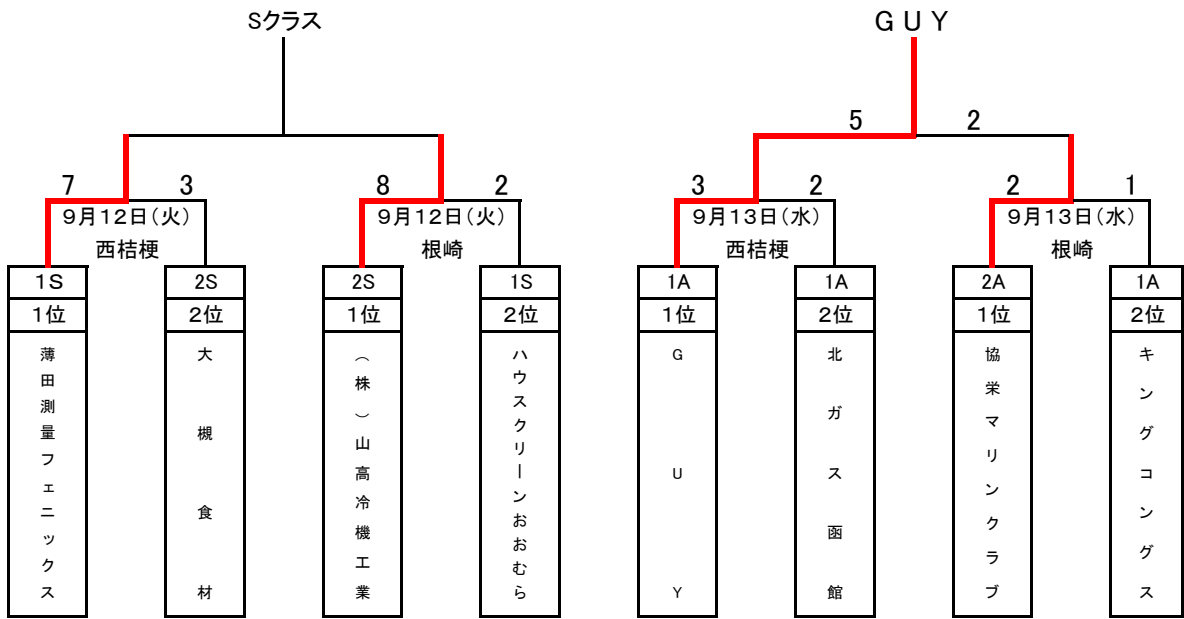 Sクラス
GUY
5 2
7 3 8 2 3 2 2 1
9月12日(火) 9月12日(火) 9月13日(水) 9月13日(水)
西桔梗 根崎 西桔梗 根崎
1S 2S 2S 1S 1A 1A 2A 1A
1位 2位 1位 2位 1位 2位 1位 2位
薄田測量フェニックス
大槻食材
(株)山高冷機工業
ハウスクリーンおおむら
GUY
北ガス函館
協栄マリンクラブ
キングコングス